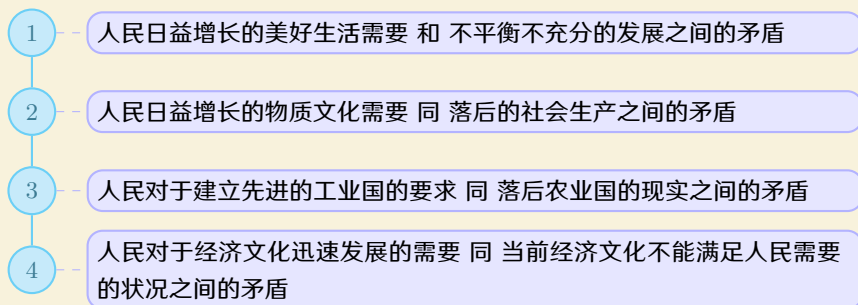 1 人民日益增长的美好生活需要 和 不平衡不充分的发展之间的矛盾
2 人民日益增长的物质文化需要 同 落后的社会生产之间的矛盾
3 人民对于建立先进的工业国的要求 同 落后农业国的现实之间的矛盾
4 人民对于经济文化迅速发展的需要 同 当前经济文化不能满足人民需要
的状况之间的矛盾